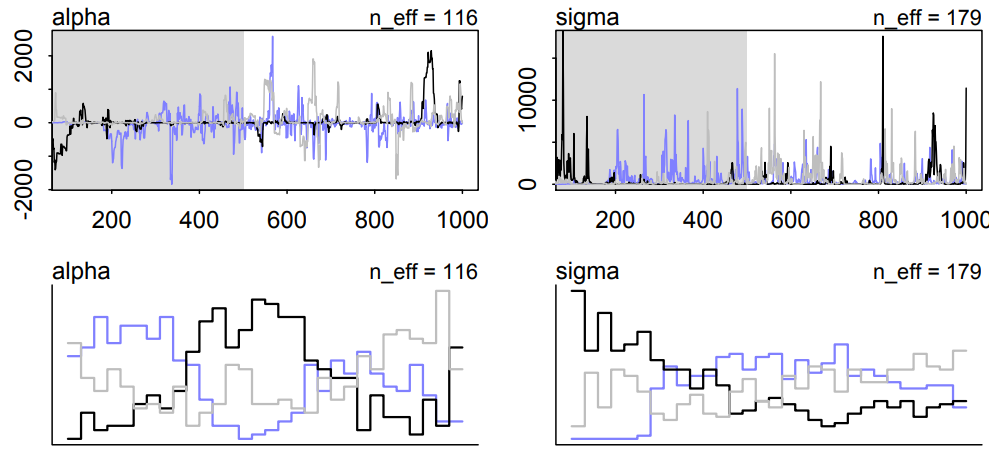 alpha n_eff = 116
sigma n_eff = 179
2000
0
-2000
10000
0
200 400 600 800 1000
200 400 600 800 1000
alpha n_eff = 116
sigma n_eff = 179